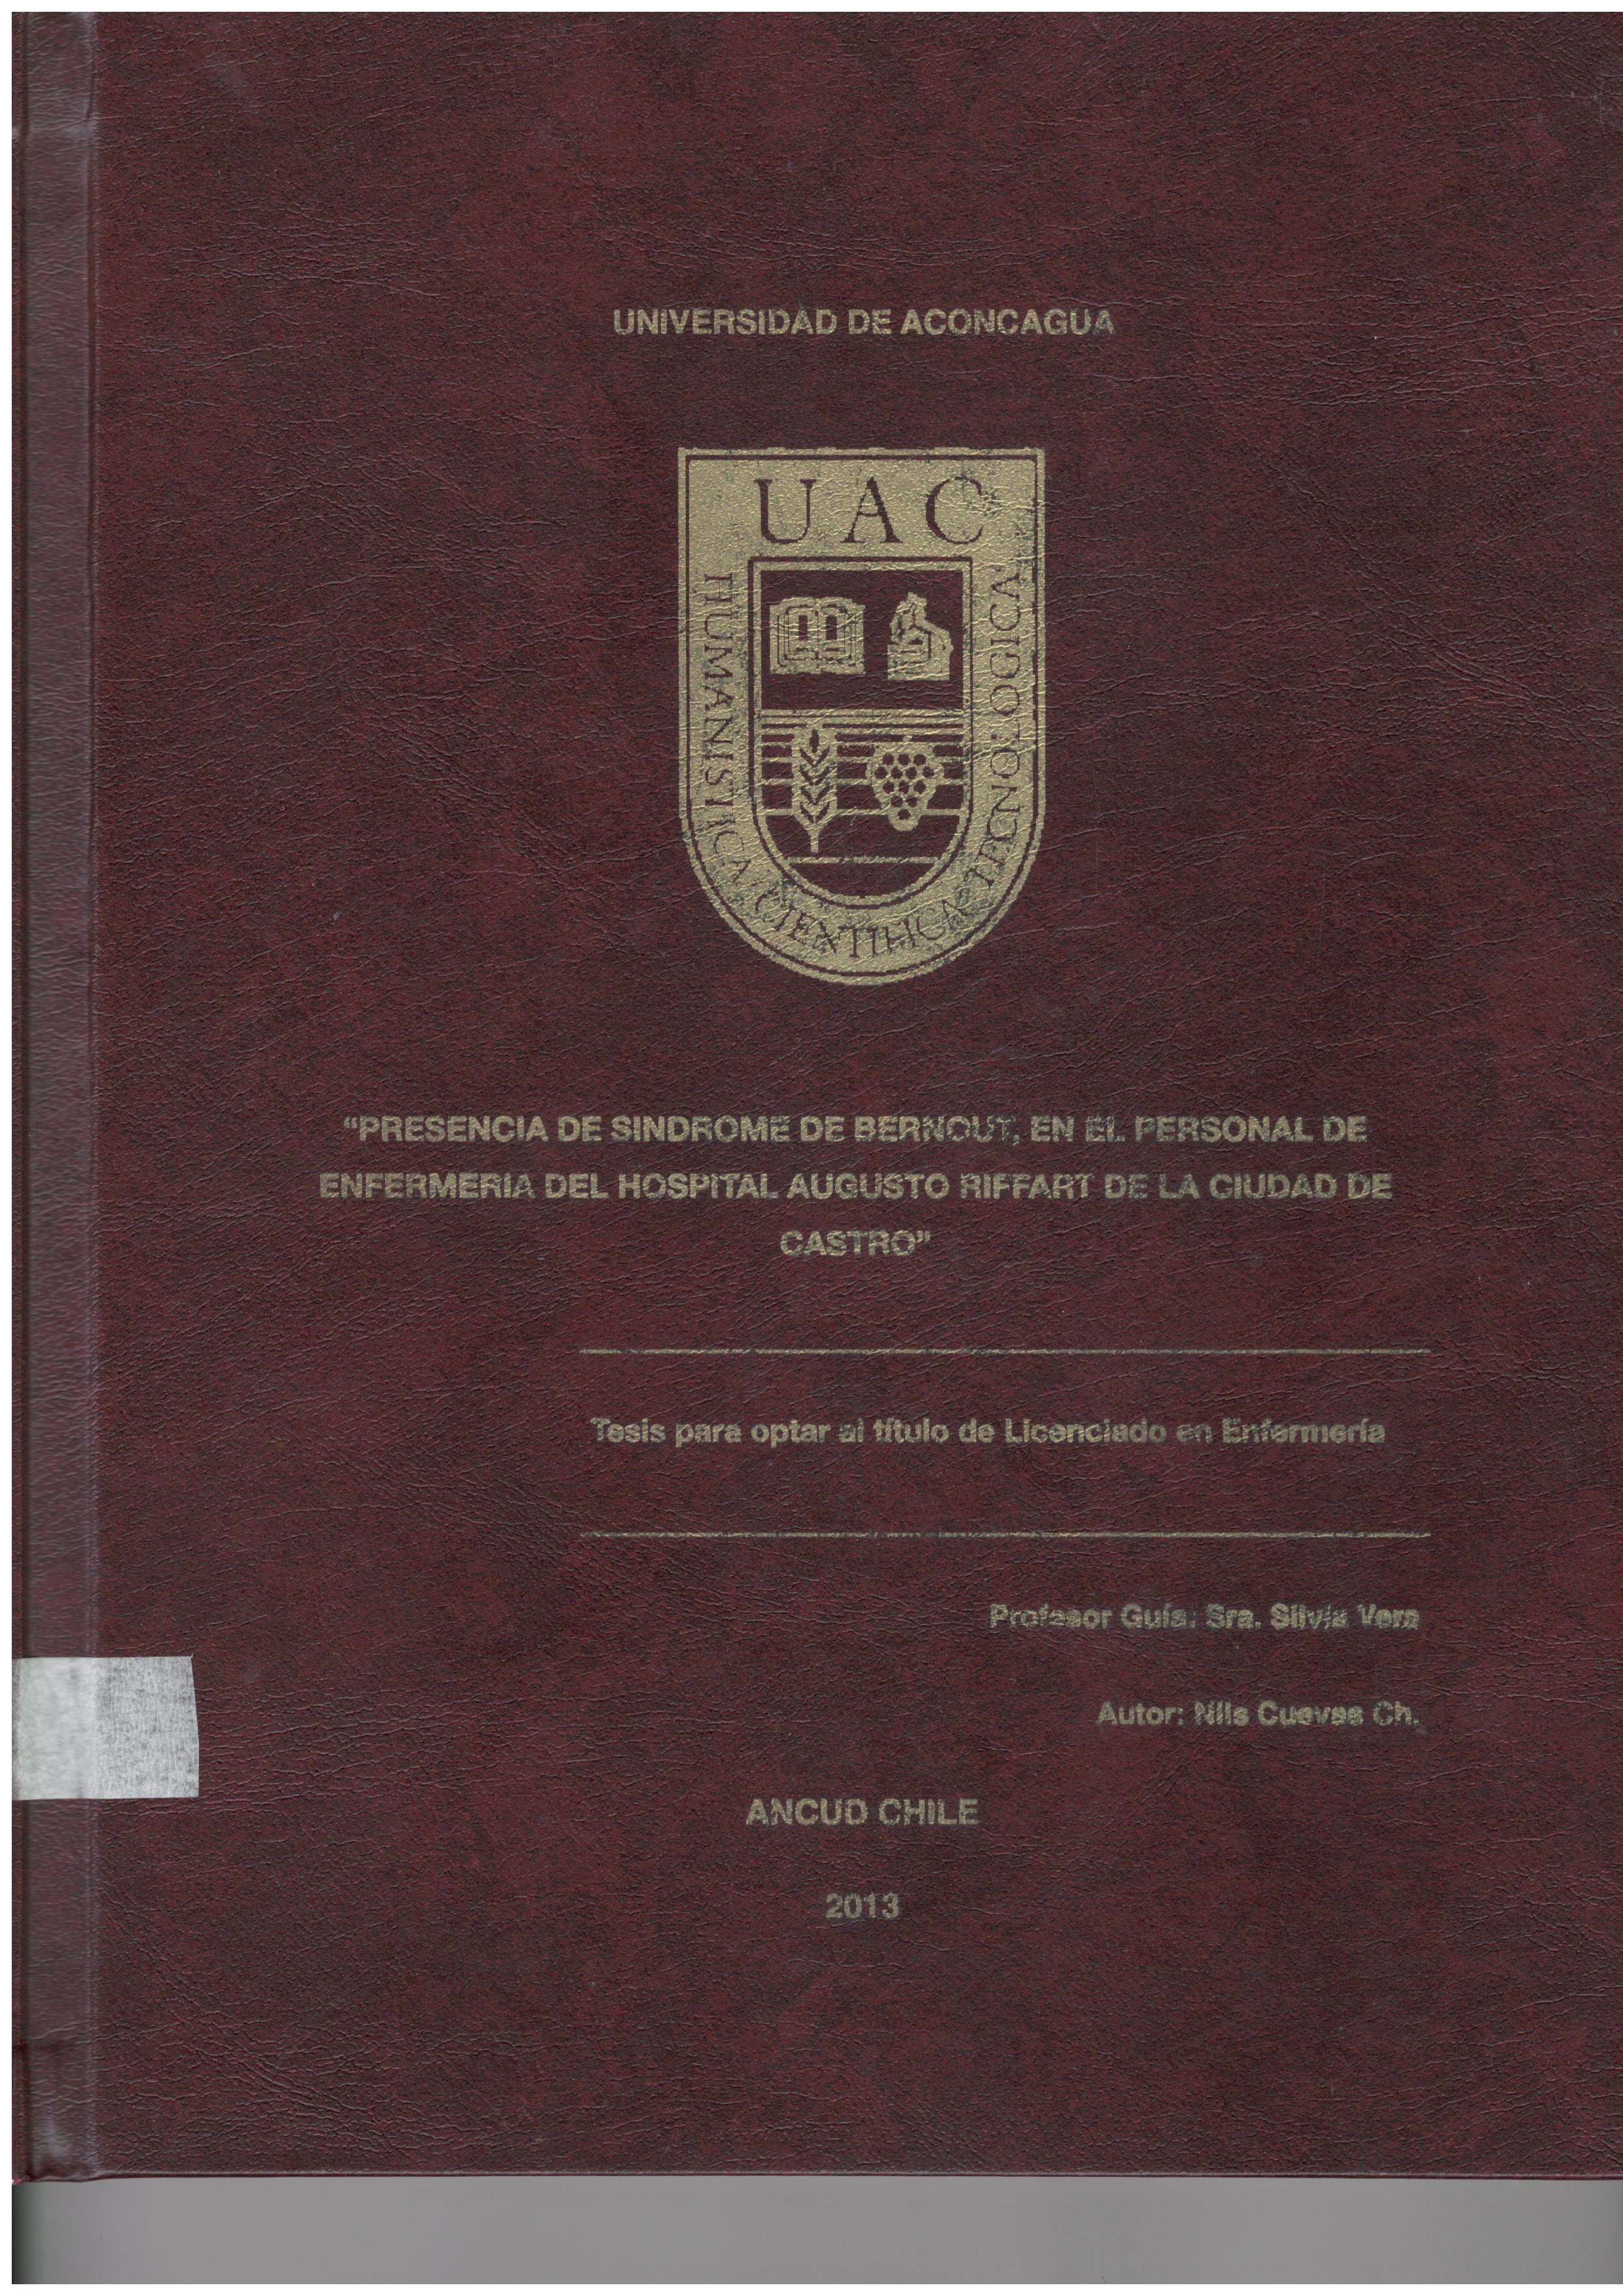 UNIVERSIDAD DE ACONCAGUA
UAC
HUMANISTICA CIENTIFICA TECNOLOGICA
“PRESENCIA DE SINDROME DE BERNOUT, EN EL PERSONAL DE
ENFERMERIA DEL HOSPITAL AUGUSTO RIFFART DE LA CIUDAD DE
CASTRO”
Tesis para optar al título de Licenciado en Enfermería
Profesor Guía: Sra. Silvia Vera
Autor: Nils Cuevas Ch.
ANCUD CHILE
2013